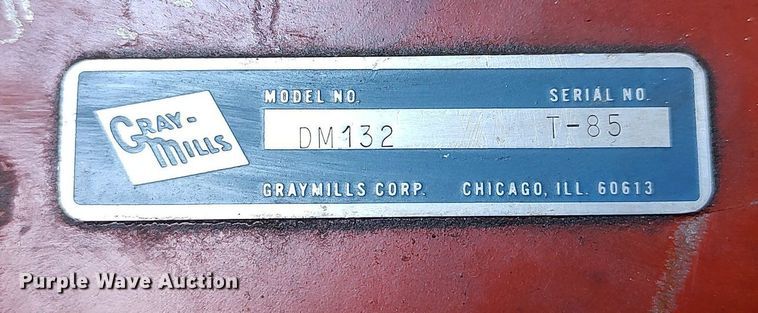 GRAY-
MILLS
MODEL NO. SERIAL NO.
DM132 T-85
GRAYMILLS CORP. CHICAGO, ILL. 60613
Purple Wave Auction